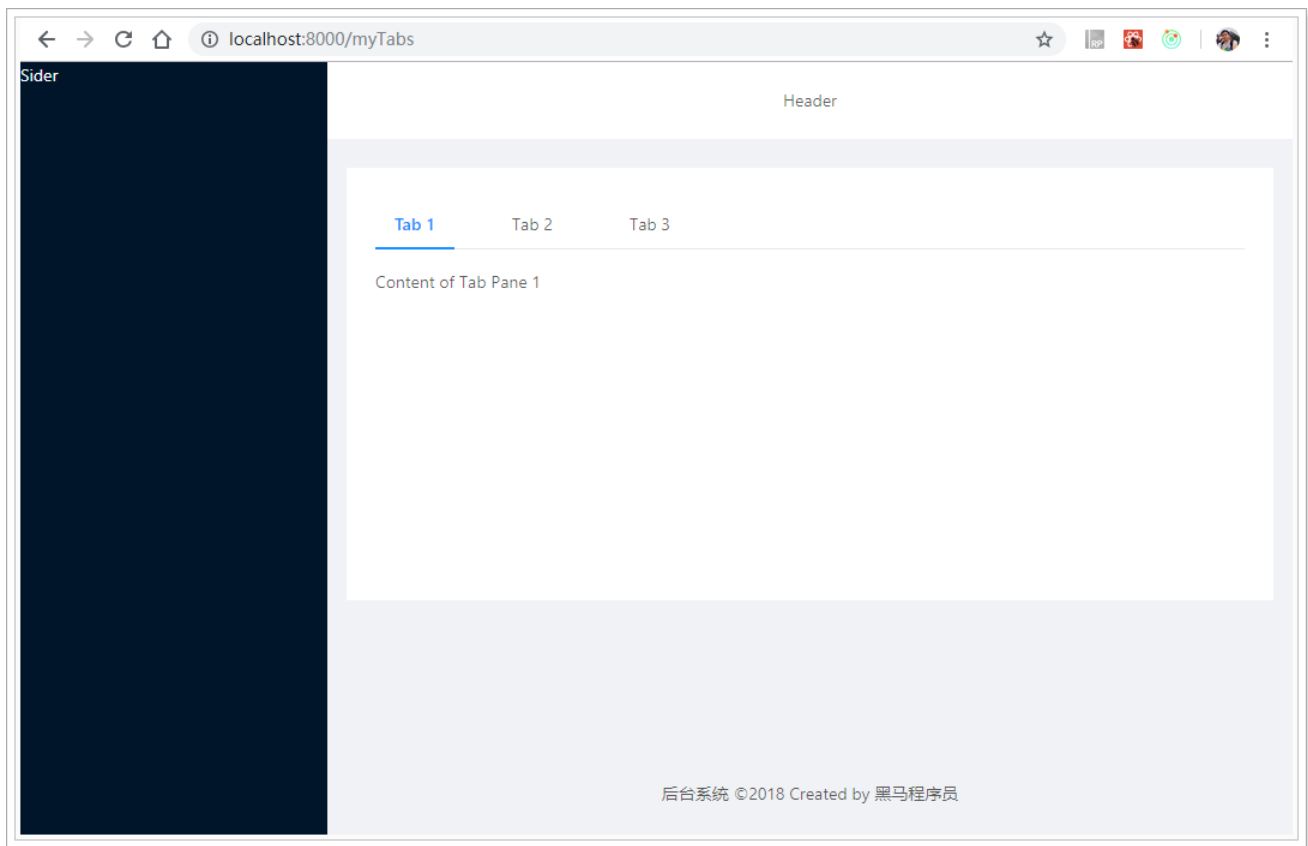 localhost:8000/myTabs
RP
Sider
Header
Tab 1 Tab 2 Tab 3
Content of Tab Pane 1
后台系统 ©2018 Created by 黑马程序员